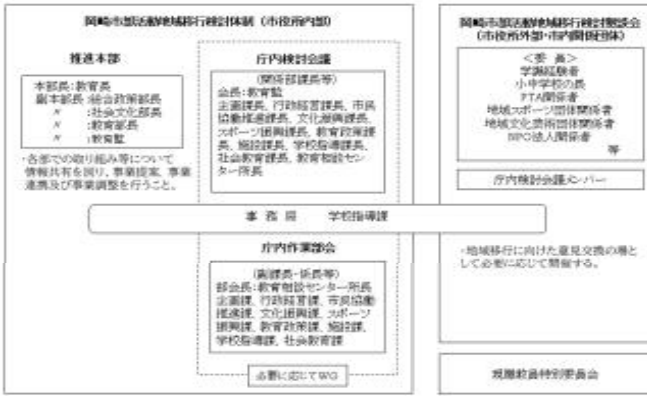 岡崎市部活動地域移行検討体制（市役所内部）
推進本部
本部長：教育長
副本部長：総合政策部長
〃　：社会文化部長
〃　：教育部長
〃　：教育監
・各部での取り組み等について
情報共有を図り、事業提案、事業
連携及び事業調整を行うこと。
庁内検討会議
（関係部課長等）
会長：教育監
企画課長、行政経営課長、市民
協働推進課長、文化振興課長、
スポーツ振興課長、教育政策課
長、施設課長、学校指導課長、
社会教育課長、教育相談セン
ター所長
事務局　学校指導課
庁内作業部会
（副課長・係長等）
部会長：教育相談センター所長
企画課、行政経営課、市民協働
推進課、文化振興課、スポーツ
振興課、教育政策課、施設課、
学校指導課、社会教育課
必要に応じてWG
岡崎市部活動地域移行検討懇談会
（市役所外部・市内関係団体）
＜委　員＞
学識経験者
小中学校の長
PTA関係者
地域スポーツ団体関係者
地域文化芸術団体関係者
NPO法人関係者
等
庁内検討会議メンバー
・地域移行に向けた意見交換の場と
して必要に応じて開催する。
現職教員特別委員会